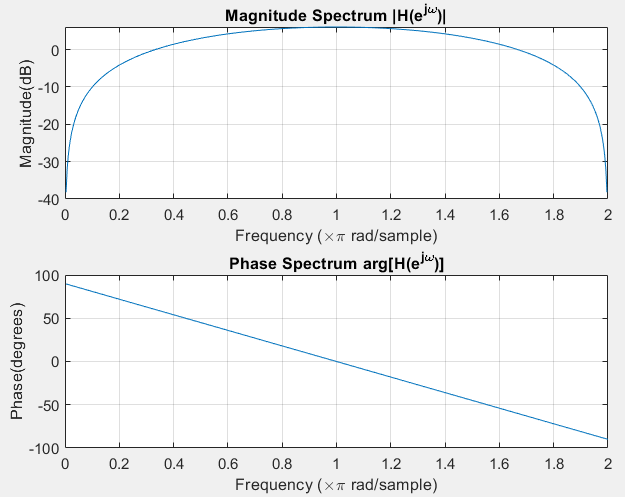 Magnitude Spectrum |H(e^jω)|
0
-10
-20
-30
-40
Magnitude(dB)
0 0.2 0.4 0.6 0.8 1 1.2 1.4 1.6 1.8 2
Frequency (×π rad/sample)
Phase Spectrum arg[H(e^jω)]
100
50
0
-50
-100
Phase(degrees)
0 0.2 0.4 0.6 0.8 1 1.2 1.4 1.6 1.8 2
Frequency (×π rad/sample)